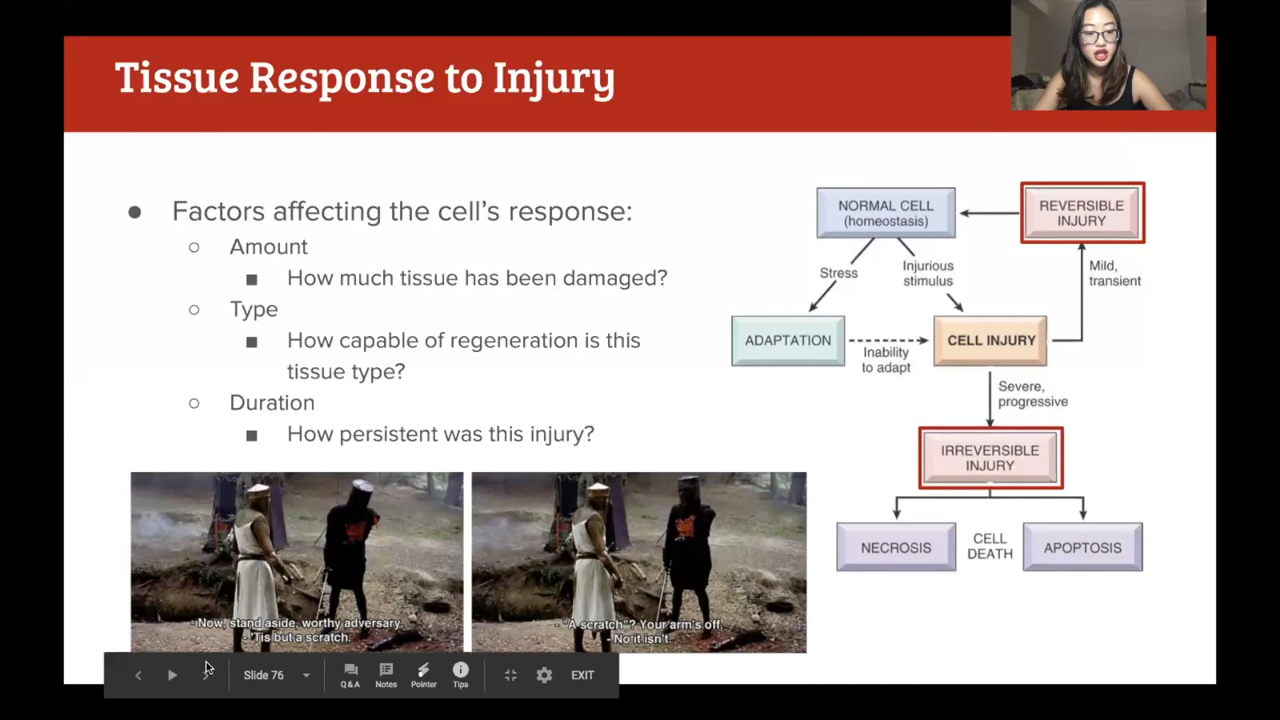 Tissue Response to Injury
● Factors affecting the cell's response:
○ Amount
■ How much tissue has been damaged?
○ Type
■ How capable of regeneration is this
tissue type?
○ Duration
■ How persistent was this injury?
NORMAL CELL
(homeostasis)
REVERSIBLE
INJURY
Stress
Injurious
stimulus
Mild,
transient
ADAPTATION
Inability
to adapt
CELL INJURY
Severe,
progressive
IRREVERSIBLE
INJURY
NECROSIS
CELL
DEATH
APOPTOSIS
- Now, stand aside, worthy adversary.
- 'Tis but a scratch.
- "A scratch"? Your arm's off.
- No it isn't.
Slide 76
Q&A
Notes
Pointer
Tips
EXIT